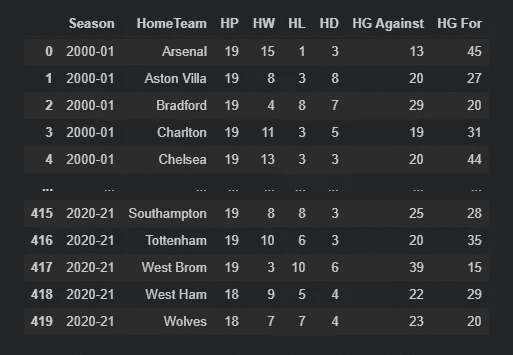 Season HomeTeam HP HW HL HD HG Against HG For
0 2000-01 Arsenal 19 15 1 3 13 45
1 2000-01 Aston Villa 19 8 3 8 20 27
2 2000-01 Bradford 19 4 8 7 29 20
3 2000-01 Charlton 19 11 3 5 19 31
4 2000-01 Chelsea 19 13 3 3 20 44
... ... ... ... ... ... ... ... ...
415 2020-21 Southampton 19 8 8 3 25 28
416 2020-21 Tottenham 19 10 6 3 20 35
417 2020-21 West Brom 19 3 10 6 39 15
418 2020-21 West Ham 18 9 5 4 22 29
419 2020-21 Wolves 18 7 7 4 23 20